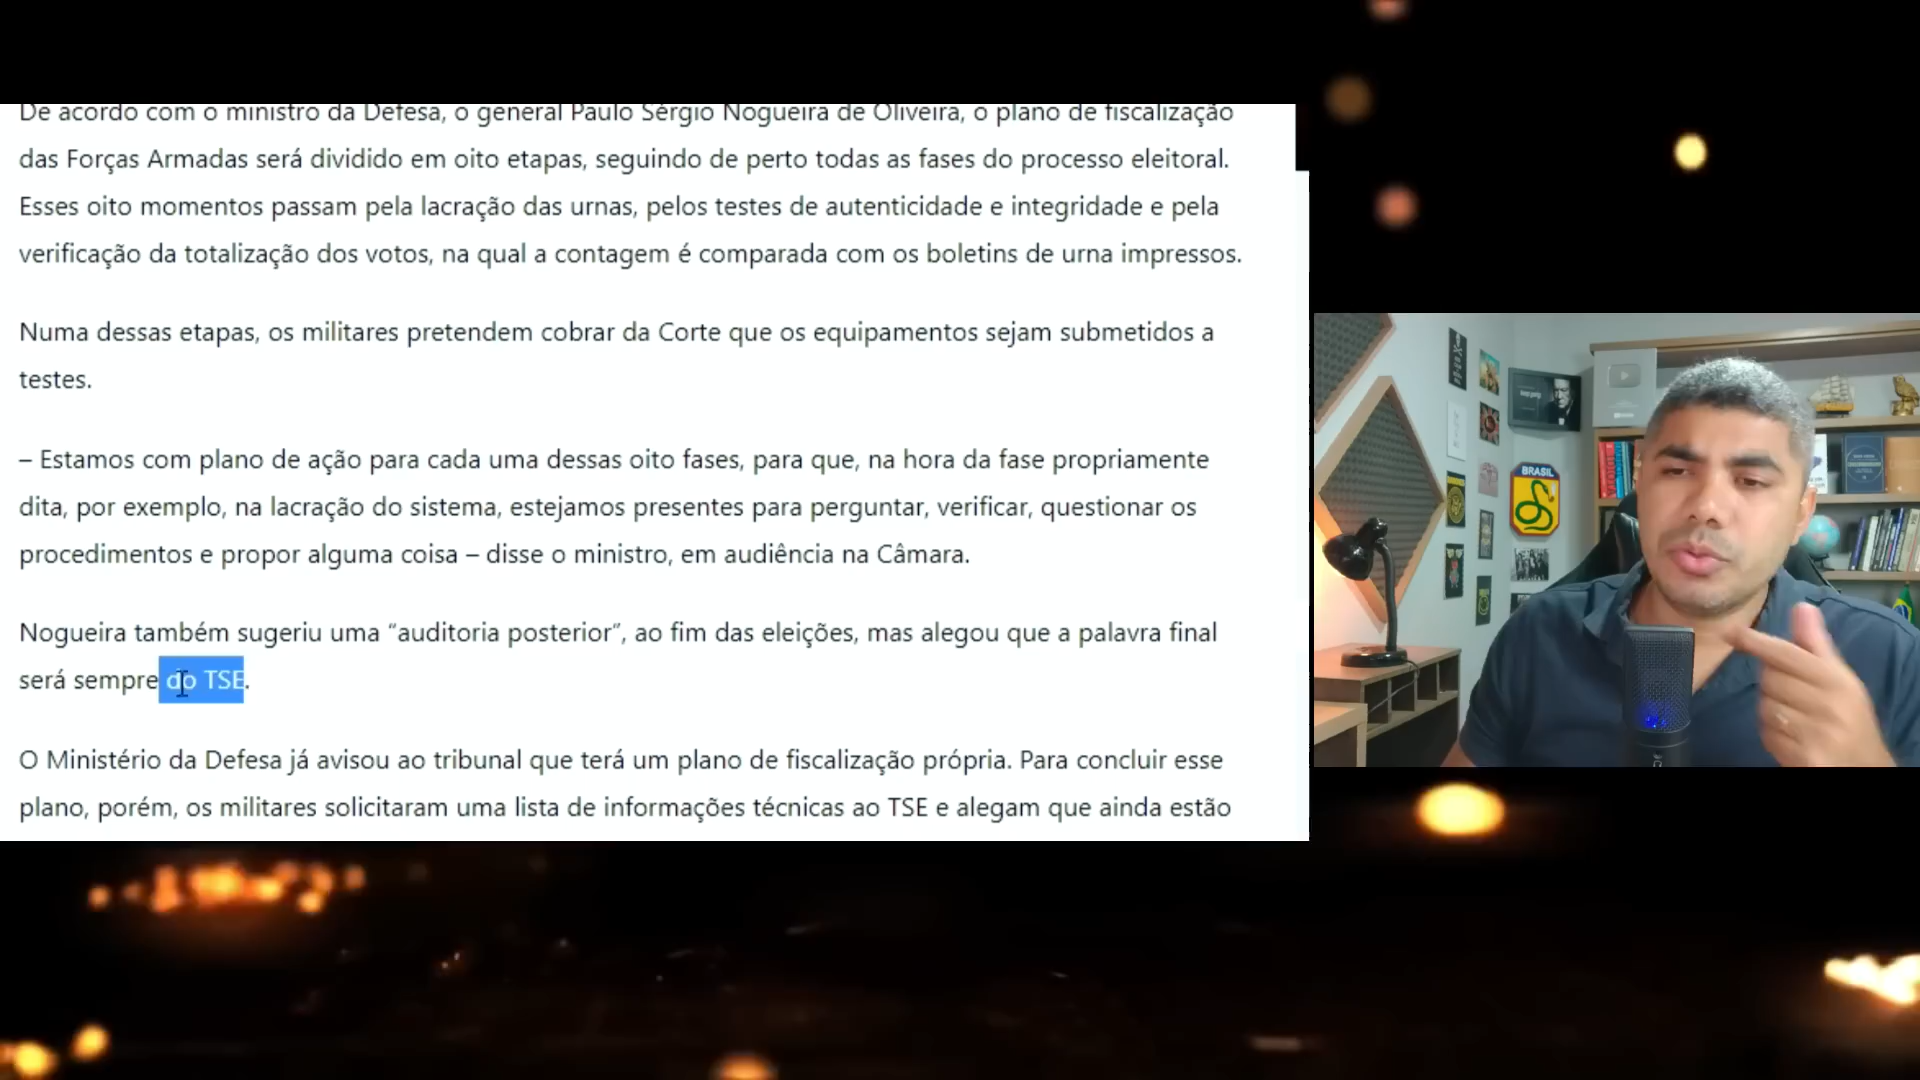 De acordo com o ministro da Defesa, o general Paulo Sérgio Nogueira de Oliveira, o plano de fiscalização
das Forças Armadas será dividido em oito etapas, seguindo de perto todas as fases do processo eleitoral.
Esses oito momentos passam pela lacração das urnas, pelos testes de autenticidade e integridade e pela
verificação da totalização dos votos, na qual a contagem é comparada com os boletins de urna impressos.
Numa dessas etapas, os militares pretendem cobrar da Corte que os equipamentos sejam submetidos a
testes.
– Estamos com plano de ação para cada uma dessas oito fases, para que, na hora da fase propriamente
dita, por exemplo, na lacração do sistema, estejamos presentes para perguntar, verificar, questionar os
procedimentos e propor alguma coisa – disse o ministro, em audiência na Câmara.
Nogueira também sugeriu uma “auditoria posterior”, ao fim das eleições, mas alegou que a palavra final
será sempre do TSE.
O Ministério da Defesa já avisou ao tribunal que terá um plano de fiscalização própria. Para concluir esse
plano, porém, os militares solicitaram uma lista de informações técnicas ao TSE e alegam que ainda estão
BRASIL